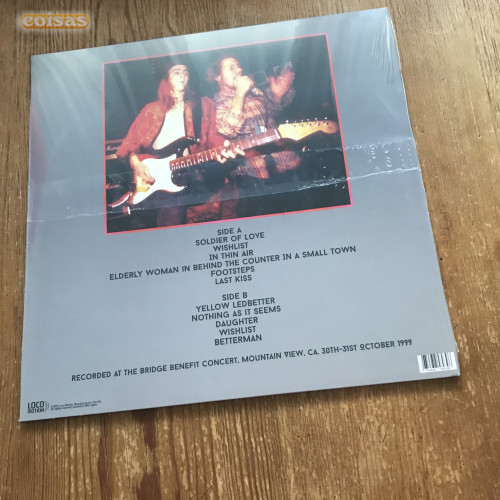 coisas
SIDE A
SOLDIER OF LOVE
WISHLIST
IN THIN AIR
ELDERLY WOMAN IN BEHIND THE COUNTER IN A SMALL TOWN
FOOTSTEPS
LAST KISS
SIDE B
YELLOW LEDBETTER
NOTHING AS IT SEEMS
DAUGHTER
WISHLIST
BETTERMAN
RECORDED AT THE BRIDGE BENEFIT CONCERT, MOUNTAIN VIEW, CA. 30TH-31ST OCTOBER 1999
LOCO
MOTION